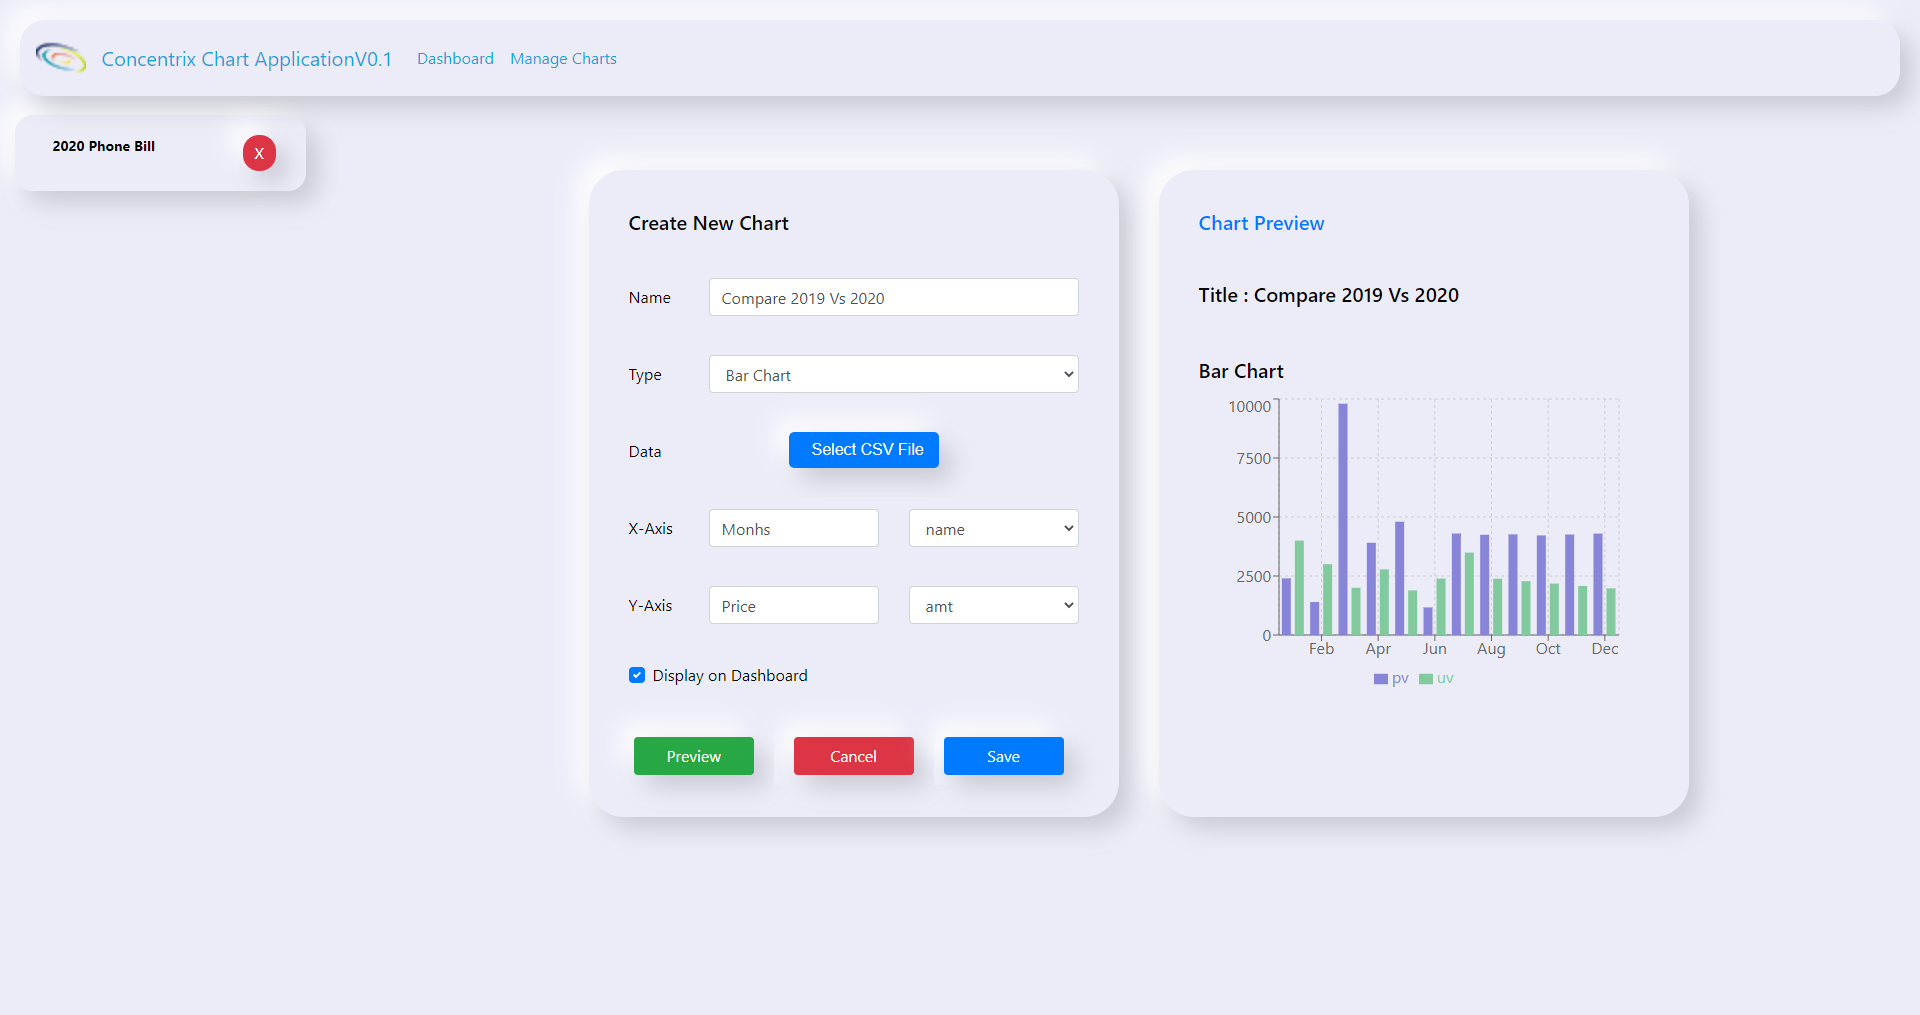 Concentrix Chart ApplicationV0.1 Dashboard Manage Charts
2020 Phone Bill X
Create New Chart
Name Compare 2019 Vs 2020
Type Bar Chart
Data Select CSV File
X-Axis Monhs name
Y-Axis Price amt
Display on Dashboard
Preview Cancel Save
Chart Preview
Title : Compare 2019 Vs 2020
Bar Chart
10000
7500
5000
2500
0
Feb Apr Jun Aug Oct Dec
pv uv